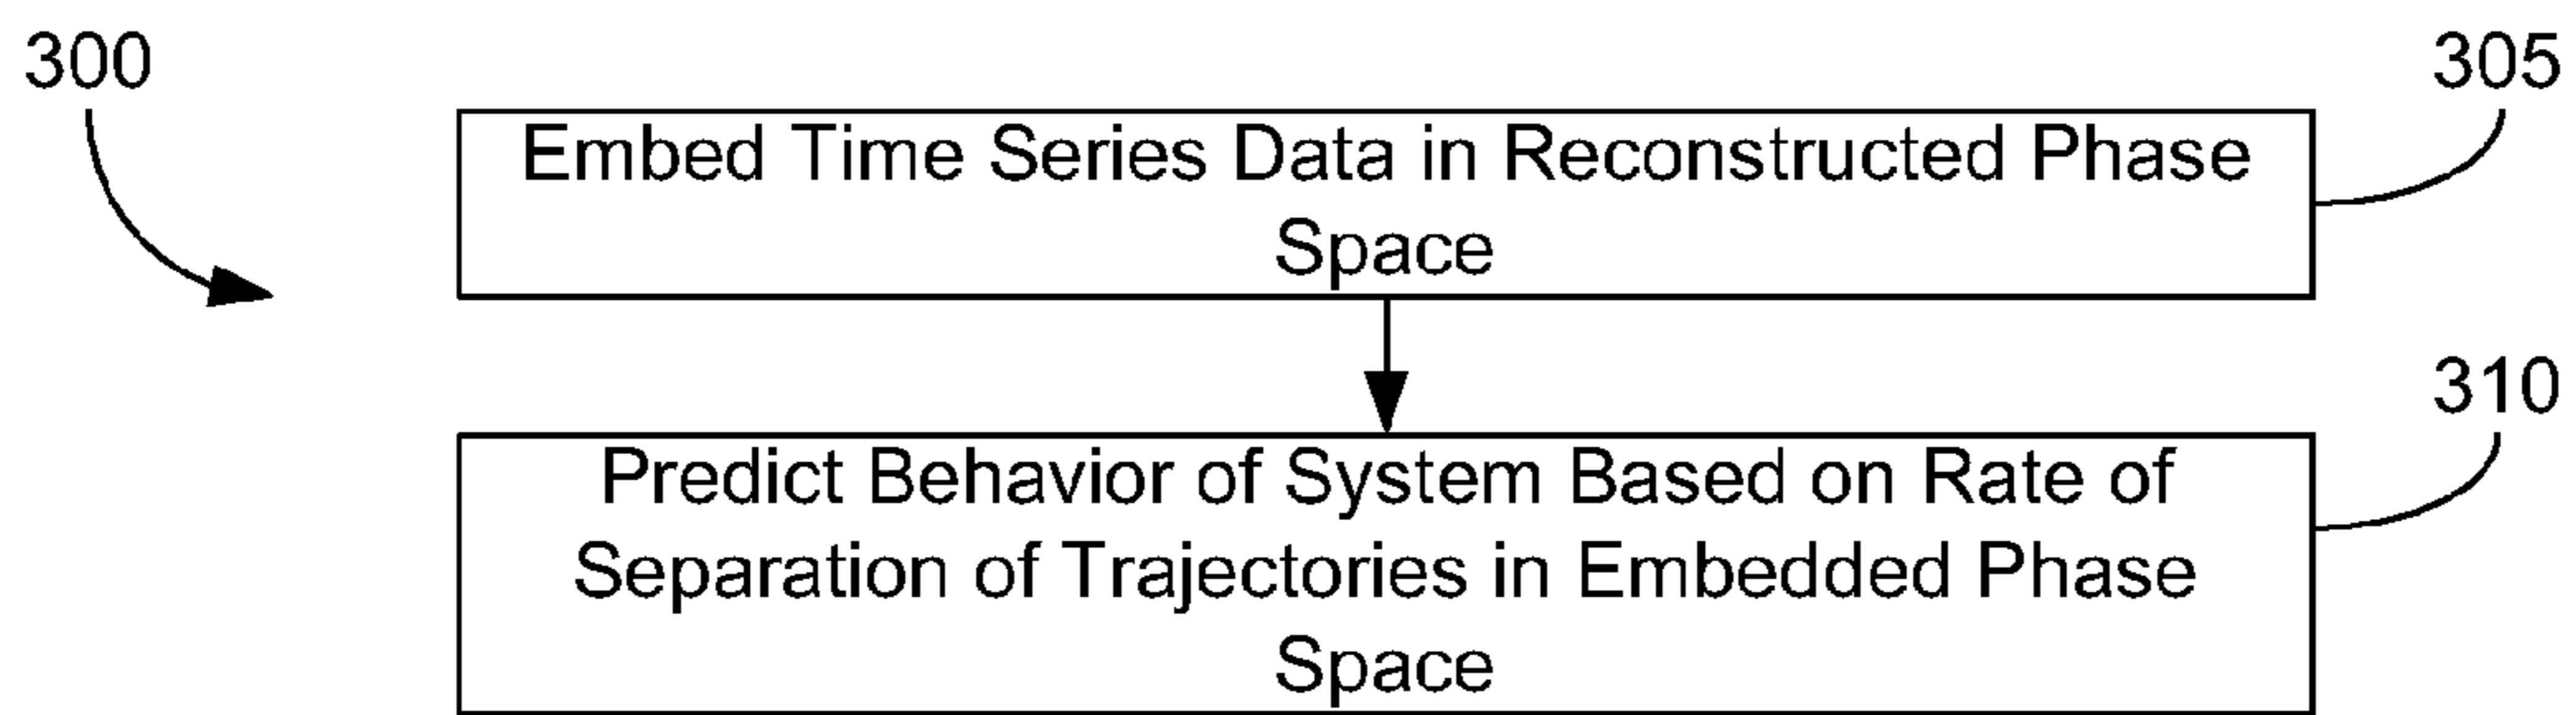 300
305
Embed Time Series Data in Reconstructed Phase
Space
310
Predict Behavior of System Based on Rate of
Separation of Trajectories in Embedded Phase
Space